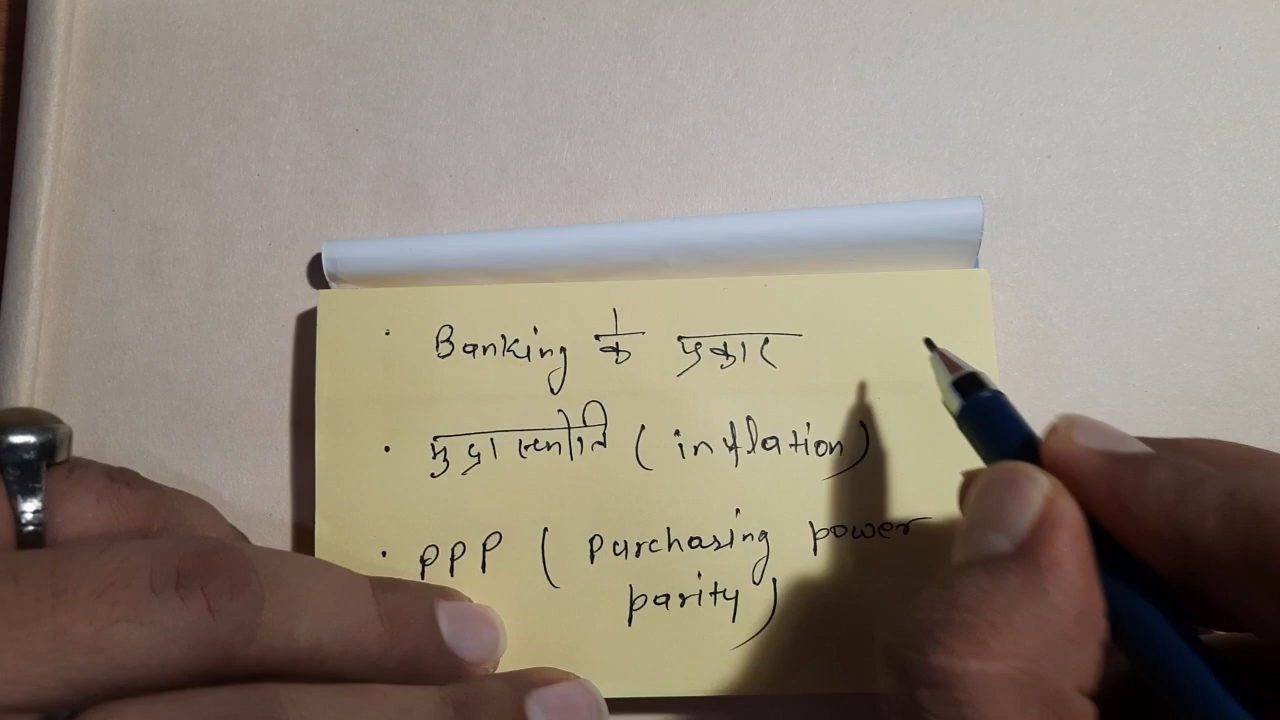 • Banking के प्रकार
• मुद्रा स्फीति (inflation)
• PPP ( Purchasing power
parity)